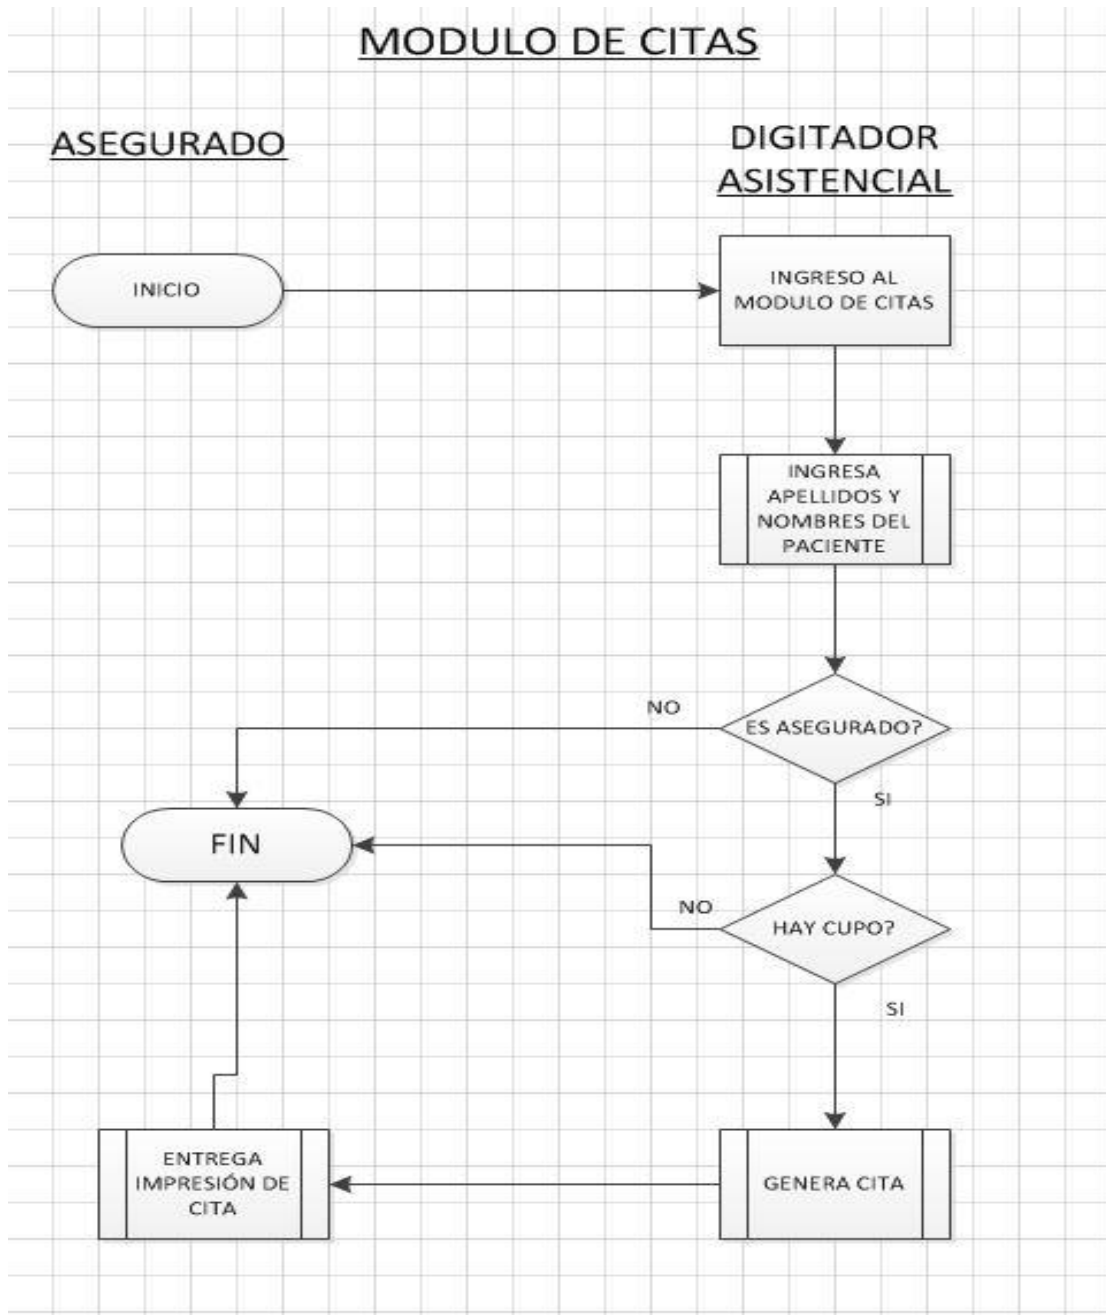 MODULO DE CITAS
ASEGURADO
DIGITADOR
ASISTENCIAL
INICIO
INGRESO AL
MODULO DE CITAS
INGRESA
APELLIDOS Y
NOMBRES DEL
PACIENTE
NO
ES ASEGURADO?
SI
FIN
NO
HAY CUPO?
SI
ENTREGA
IMPRESIÓN DE
CITA
GENERA CITA